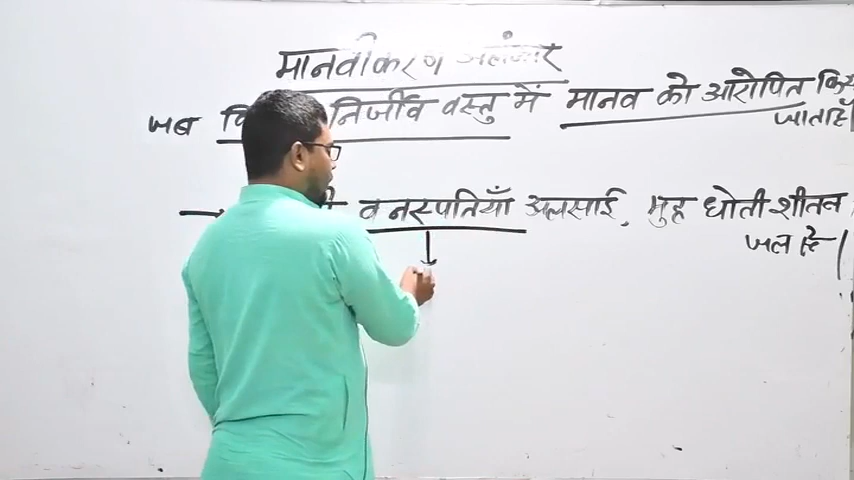 मानवीकरण अलंकार
जब निर्जीव वस्तु में मानव को आरोपित
जाता है।
वनस्पतियाँ अलसाई, मुह धोती शीतल
जल से।